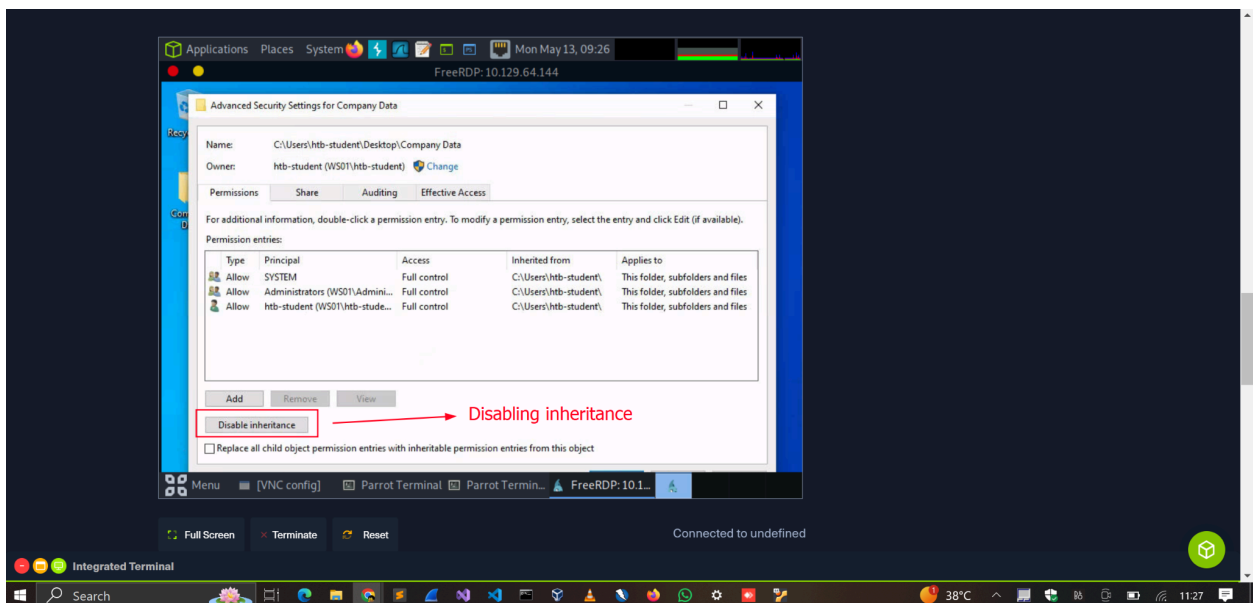 Applications Places System Mon May 13, 09:26
FreeRDP: 10.129.64.144
Advanced Security Settings for Company Data
Name: C:\Users\htb-student\Desktop\Company Data
Owner: htb-student (WS01\htb-student) Change
Permissions Share Auditing Effective Access
For additional information, double-click a permission entry. To modify a permission entry, select the entry and click Edit (if available).
Permission entries:
Type Principal Access Inherited from Applies to
Allow SYSTEM Full control C:\Users\htb-student\ This folder, subfolders and files
Allow Administrators (WS01\Admini... Full control C:\Users\htb-student\ This folder, subfolders and files
Allow htb-student (WS01\htb-stude... Full control C:\Users\htb-student\ This folder, subfolders and files
Add Remove View
Disable inheritance
Disabling inheritance
Replace all child object permission entries with inheritable permission entries from this object
Menu [VNC config] Parrot Terminal Parrot Termin... FreeRDP: 10.1...
Full Screen Terminate Reset Connected to undefined
Integrated Terminal
Search 38°C 11:27